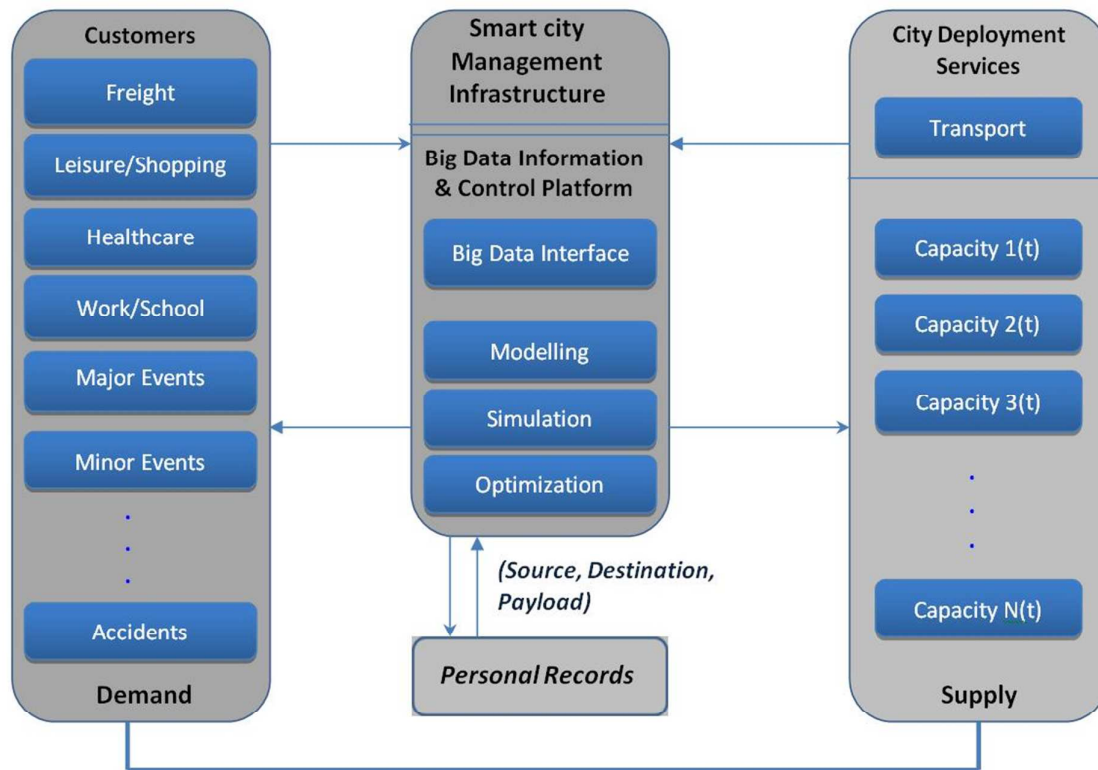 Customers
Freight
Leisure/Shopping
Healthcare
Work/School
Major Events
Minor Events
.
.
.
Accidents
Demand
Smart city
Management
Infrastructure
Big Data Information
& Control Platform
Big Data Interface
Modelling
Simulation
Optimization
(Source, Destination,
Payload)
Personal Records
City Deployment
Services
Transport
Capacity 1(t)
Capacity 2(t)
Capacity 3(t)
.
.
.
Capacity N(t)
Supply